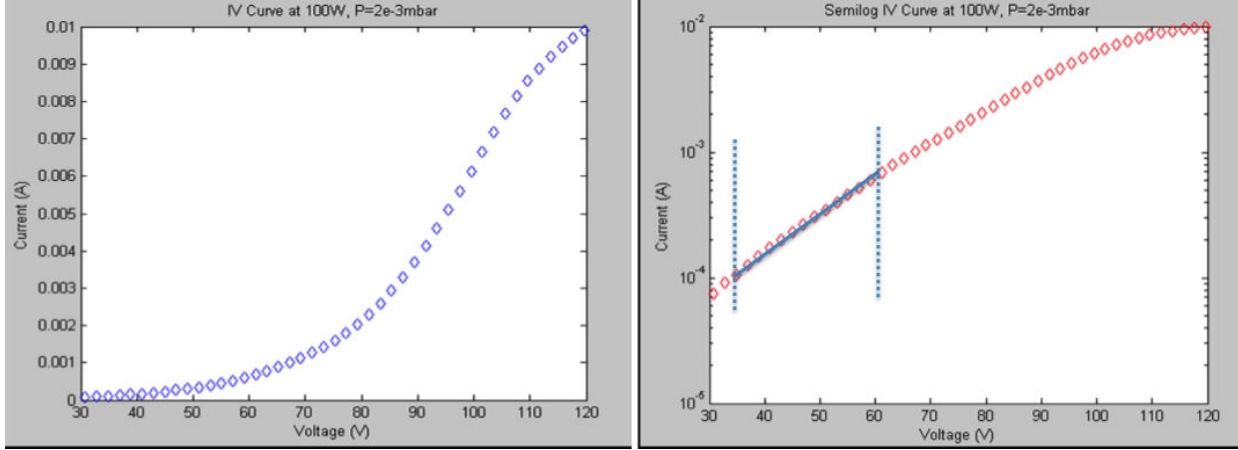 IV Curve at 100W, P=2e-3mbar
0.01
0.009
0.008
0.007
0.006
0.005
0.004
0.003
0.002
0.001
0
Current (A)
30 40 50 60 70 80 90 100 110 120
Voltage (V)
Semilog IV Curve at 100W, P=2e-3mbar
10^-2
10^-3
10^-4
10^-5
Current (A)
30 40 50 60 70 80 90 100 110 120
Voltage (V)